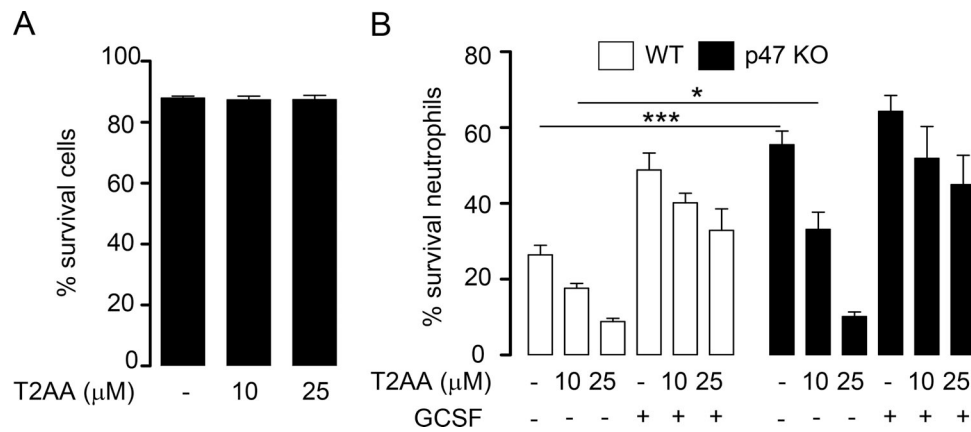 A
% survival cells
100
80
60
40
20
0
T2AA (μM) - 10 25
B
% survival neutrophils
80
60
40
20
0
WT p47 KO
*
***
T2AA (μM) - 10 25 - 10 25 - 10 25 - 10 25
GCSF - - - + + + - - - + + +